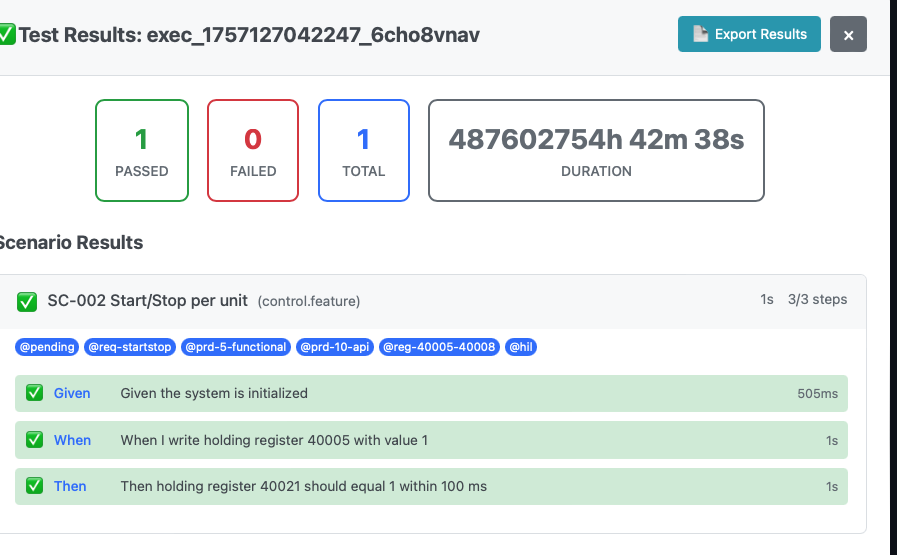 Test Results: exec_1757127042247_6cho8vnav
Export Results
×
1
PASSED
0
FAILED
1
TOTAL
487602754h 42m 38s
DURATION
Scenario Results
SC-002 Start/Stop per unit (control.feature) 1s 3/3 steps
@pending @req-startstop @prd-5-functional @prd-10-api @reg-40005-40008 @hil
Given Given the system is initialized 505ms
When When I write holding register 40005 with value 1 1s
Then Then holding register 40021 should equal 1 within 100 ms 1s